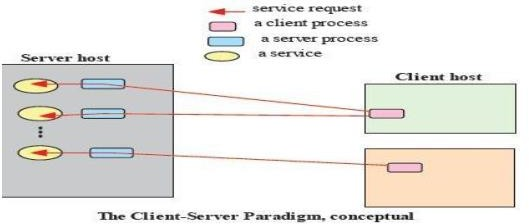 service request
a client process
a server process
a service
Server host
Client host
The Client-Server Paradigm, conceptual